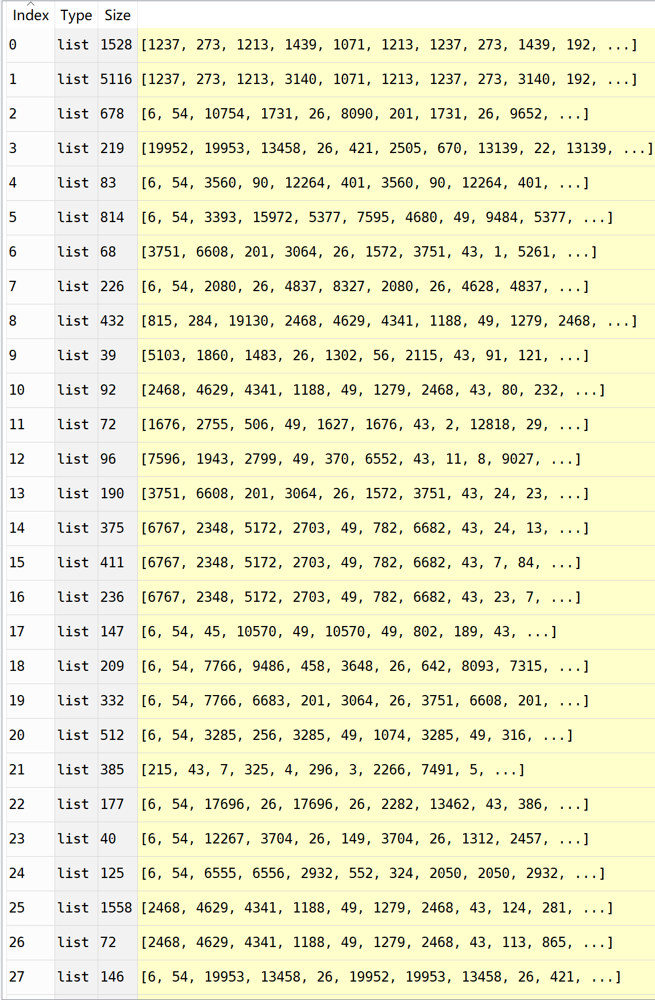 Index Type Size
0 list 1528 [1237, 273, 1213, 1439, 1071, 1213, 1237, 273, 1439, 192, ...]
1 list 5116 [1237, 273, 1213, 3140, 1071, 1213, 1237, 273, 3140, 192, ...]
2 list 678 [6, 54, 10754, 1731, 26, 8090, 201, 1731, 26, 9652, ...]
3 list 219 [19952, 19953, 13458, 26, 421, 2505, 670, 13139, 22, 13139, ...]
4 list 83 [6, 54, 3560, 90, 12264, 401, 3560, 90, 12264, 401, ...]
5 list 814 [6, 54, 3393, 15972, 5377, 7595, 4680, 49, 9484, 5377, ...]
6 list 68 [3751, 6608, 201, 3064, 26, 1572, 3751, 43, 1, 5261, ...]
7 list 226 [6, 54, 2080, 26, 4837, 8327, 2080, 26, 4628, 4837, ...]
8 list 432 [815, 284, 19130, 2468, 4629, 4341, 1188, 49, 1279, 2468, ...]
9 list 39 [5103, 1860, 1483, 26, 1302, 56, 2115, 43, 91, 121, ...]
10 list 92 [2468, 4629, 4341, 1188, 49, 1279, 2468, 43, 80, 232, ...]
11 list 72 [1676, 2755, 506, 49, 1627, 1676, 43, 2, 12818, 29, ...]
12 list 96 [7596, 1943, 2799, 49, 370, 6552, 43, 11, 8, 9027, ...]
13 list 190 [3751, 6608, 201, 3064, 26, 1572, 3751, 43, 24, 23, ...]
14 list 375 [6767, 2348, 5172, 2703, 49, 782, 6682, 43, 24, 13, ...]
15 list 411 [6767, 2348, 5172, 2703, 49, 782, 6682, 43, 7, 84, ...]
16 list 236 [6767, 2348, 5172, 2703, 49, 782, 6682, 43, 23, 7, ...]
17 list 147 [6, 54, 45, 10570, 49, 10570, 49, 802, 189, 43, ...]
18 list 209 [6, 54, 7766, 9486, 458, 3648, 26, 642, 8093, 7315, ...]
19 list 332 [6, 54, 7766, 6683, 201, 3064, 26, 3751, 6608, 201, ...]
20 list 512 [6, 54, 3285, 256, 3285, 49, 1074, 3285, 49, 316, ...]
21 list 385 [215, 43, 7, 325, 4, 296, 3, 2266, 7491, 5, ...]
22 list 177 [6, 54, 17696, 26, 17696, 26, 2282, 13462, 43, 386, ...]
23 list 40 [6, 54, 12267, 3704, 26, 149, 3704, 26, 1312, 2457, ...]
24 list 125 [6, 54, 6555, 6556, 2932, 552, 324, 2050, 2050, 2932, ...]
25 list 1558 [2468, 4629, 4341, 1188, 49, 1279, 2468, 43, 124, 281, ...]
26 list 72 [2468, 4629, 4341, 1188, 49, 1279, 2468, 43, 113, 865, ...]
27 list 146 [6, 54, 19953, 13458, 26, 19952, 19953, 13458, 26, 421, ...]